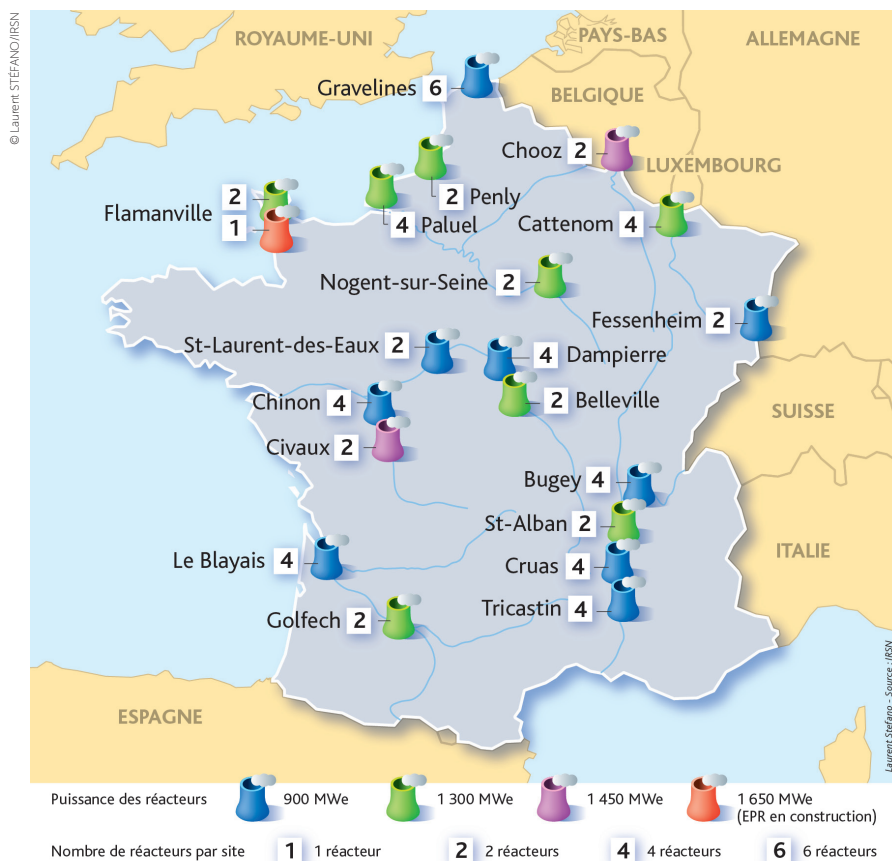 © Laurent STÉFANO/IRSN
ROYAUME-UNI
PAYS-BAS
ALLEMAGNE
Gravelines 6
BELGIQUE
Chooz 2
LUXEMBOURG
2 Penly
2
Flamanville
1
4 Paluel
Cattenom 4
Nogent-sur-Seine 2
Fessenheim 2
St-Laurent-des-Eaux 2
4 Dampierre
Chinon 4
2 Belleville
SUISSE
Civaux 2
Bugey 4
St-Alban 2
Le Blayais 4
Cruas 4
ITALIE
Tricastin 4
Golfech 2
ESPAGNE
Laurent Stefano - Source : IRSN
Puissance des réacteurs 900 MWe 1 300 MWe 1 450 MWe 1 650 MWe
(EPR en construction)
Nombre de réacteurs par site 1 1 réacteur 2 2 réacteurs 4 4 réacteurs 6 6 réacteurs